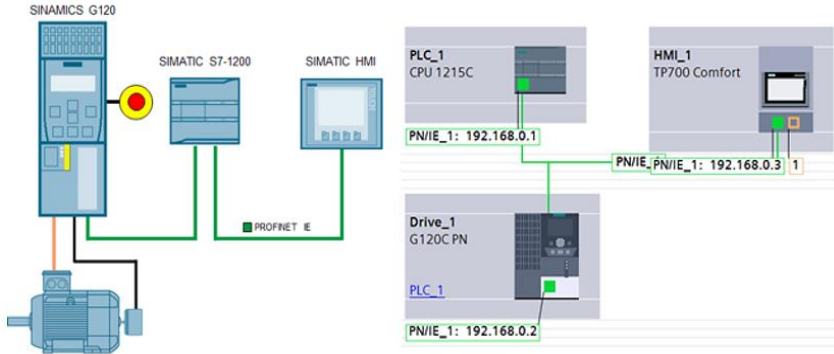 SINAMICS G120
SIMATIC S7-1200
SIMATIC HMI
PROFINET IE
PLC_1
CPU 1215C
PN/IE_1: 192.168.0.1
HMI_1
TP700 Comfort
PN/IE_
PN/IE_1: 192.168.0.3
1
Drive_1
G120C PN
PLC_1
PN/IE_1: 192.168.0.2